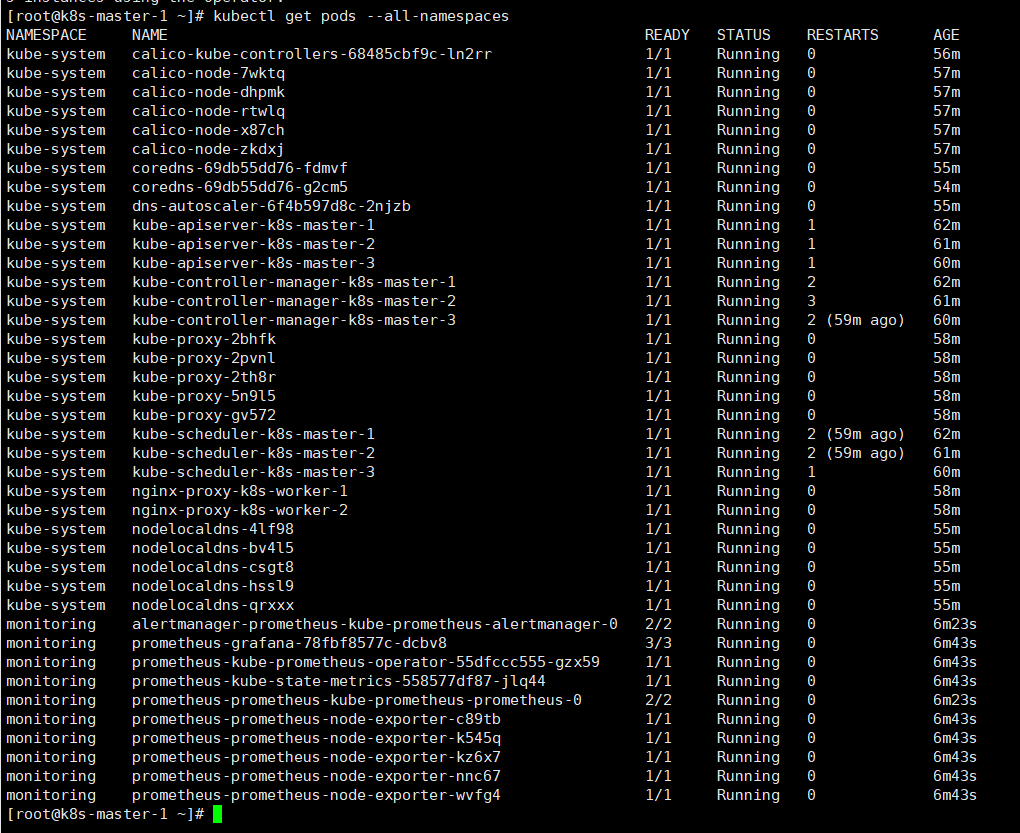 s instances using the operator.
[root@k8s-master-1 ~]# kubectl get pods --all-namespaces
NAMESPACE NAME READY STATUS RESTARTS AGE
kube-system calico-kube-controllers-68485cbf9c-ln2rr 1/1 Running 0 56m
kube-system calico-node-7wktq 1/1 Running 0 57m
kube-system calico-node-dhpmk 1/1 Running 0 57m
kube-system calico-node-rtwlq 1/1 Running 0 57m
kube-system calico-node-x87ch 1/1 Running 0 57m
kube-system calico-node-zkdxj 1/1 Running 0 57m
kube-system coredns-69db55dd76-fdmvf 1/1 Running 0 55m
kube-system coredns-69db55dd76-g2cm5 1/1 Running 0 54m
kube-system dns-autoscaler-6f4b597d8c-2njzb 1/1 Running 0 55m
kube-system kube-apiserver-k8s-master-1 1/1 Running 1 62m
kube-system kube-apiserver-k8s-master-2 1/1 Running 1 61m
kube-system kube-apiserver-k8s-master-3 1/1 Running 1 60m
kube-system kube-controller-manager-k8s-master-1 1/1 Running 2 62m
kube-system kube-controller-manager-k8s-master-2 1/1 Running 3 61m
kube-system kube-controller-manager-k8s-master-3 1/1 Running 2 (59m ago) 60m
kube-system kube-proxy-2bhfk 1/1 Running 0 58m
kube-system kube-proxy-2pvnl 1/1 Running 0 58m
kube-system kube-proxy-2th8r 1/1 Running 0 58m
kube-system kube-proxy-5n9l5 1/1 Running 0 58m
kube-system kube-proxy-gv572 1/1 Running 0 58m
kube-system kube-scheduler-k8s-master-1 1/1 Running 2 (59m ago) 62m
kube-system kube-scheduler-k8s-master-2 1/1 Running 2 (59m ago) 61m
kube-system kube-scheduler-k8s-master-3 1/1 Running 1 60m
kube-system nginx-proxy-k8s-worker-1 1/1 Running 0 58m
kube-system nginx-proxy-k8s-worker-2 1/1 Running 0 58m
kube-system nodelocaldns-4lf98 1/1 Running 0 55m
kube-system nodelocaldns-bv4l5 1/1 Running 0 55m
kube-system nodelocaldns-csgt8 1/1 Running 0 55m
kube-system nodelocaldns-hssl9 1/1 Running 0 55m
kube-system nodelocaldns-qrxxx 1/1 Running 0 55m
monitoring alertmanager-prometheus-kube-prometheus-alertmanager-0 2/2 Running 0 6m23s
monitoring prometheus-grafana-78fbf8577c-dcbv8 3/3 Running 0 6m43s
monitoring prometheus-kube-prometheus-operator-55dfccc555-gzx59 1/1 Running 0 6m43s
monitoring prometheus-kube-state-metrics-558577df87-jlq44 1/1 Running 0 6m43s
monitoring prometheus-prometheus-kube-prometheus-prometheus-0 2/2 Running 0 6m23s
monitoring prometheus-prometheus-node-exporter-c89tb 1/1 Running 0 6m43s
monitoring prometheus-prometheus-node-exporter-k545q 1/1 Running 0 6m43s
monitoring prometheus-prometheus-node-exporter-kz6x7 1/1 Running 0 6m43s
monitoring prometheus-prometheus-node-exporter-nnc67 1/1 Running 0 6m43s
monitoring prometheus-prometheus-node-exporter-wvfg4 1/1 Running 0 6m43s
[root@k8s-master-1 ~]#